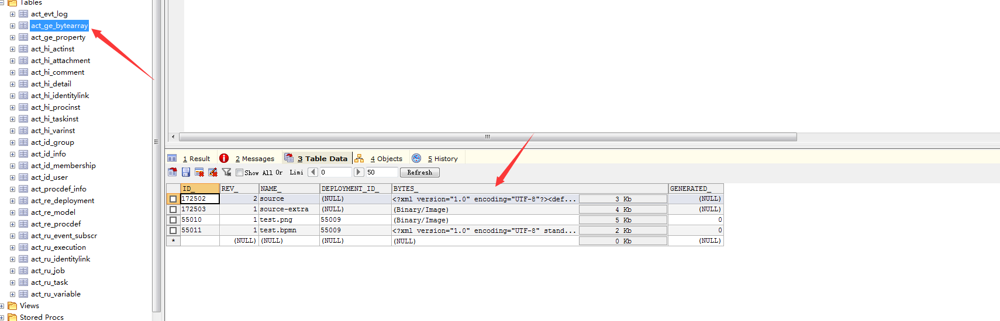 Tables
act_evt_log
act_ge_bytearray
act_ge_property
act_hi_actinst
act_hi_attachment
act_hi_comment
act_hi_detail
act_hi_identitylink
act_hi_procinst
act_hi_taskinst
act_hi_varinst
act_id_group
act_id_info
act_id_membership
act_id_user
act_procdef_info
act_re_deployment
act_re_model
act_re_procdef
act_ru_event_subscr
act_ru_execution
act_ru_identitylink
act_ru_job
act_ru_task
act_ru_variable
Views
Stored Procs
1 Result 2 Messages 3 Table Data 4 Objects 5 History
Show All Or Limi 0 50 Refresh
ID_ REV_ NAME_ DEPLOYMENT_ID_ BYTES_ GENERATED_
172502 2 source (NULL) <?xml version="1.0" encoding="UTF-8"?><def... 3 Kb (NULL)
172503 1 source-extra (NULL) (Binary/Image) 4 Kb (NULL)
55010 1 test.png 55009 (Binary/Image) 5 Kb 0
55011 1 test.bpmn 55009 <?xml version="1.0" encoding="UTF-8" stand... 2 Kb 0
* (NULL) (NULL) (NULL) (NULL) 0 Kb (NULL)